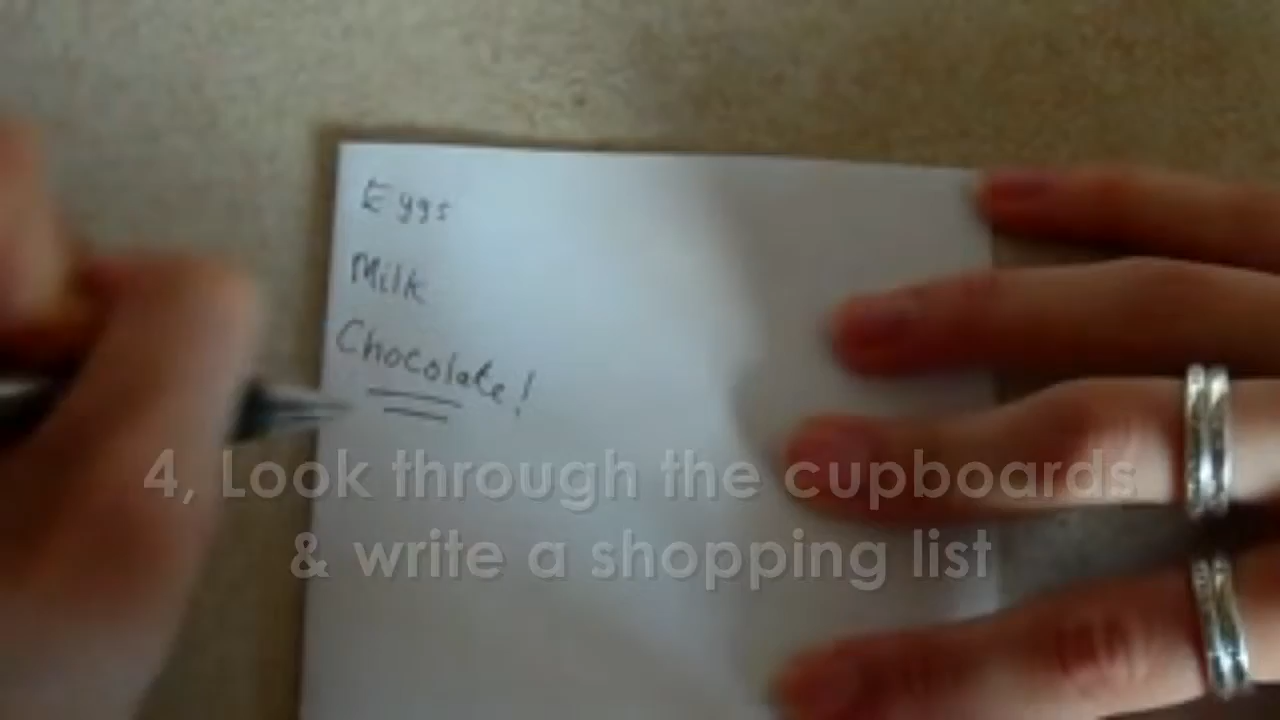 Eggs
Milk
Chocolate!
4, Look through the cupboards
& write a shopping list